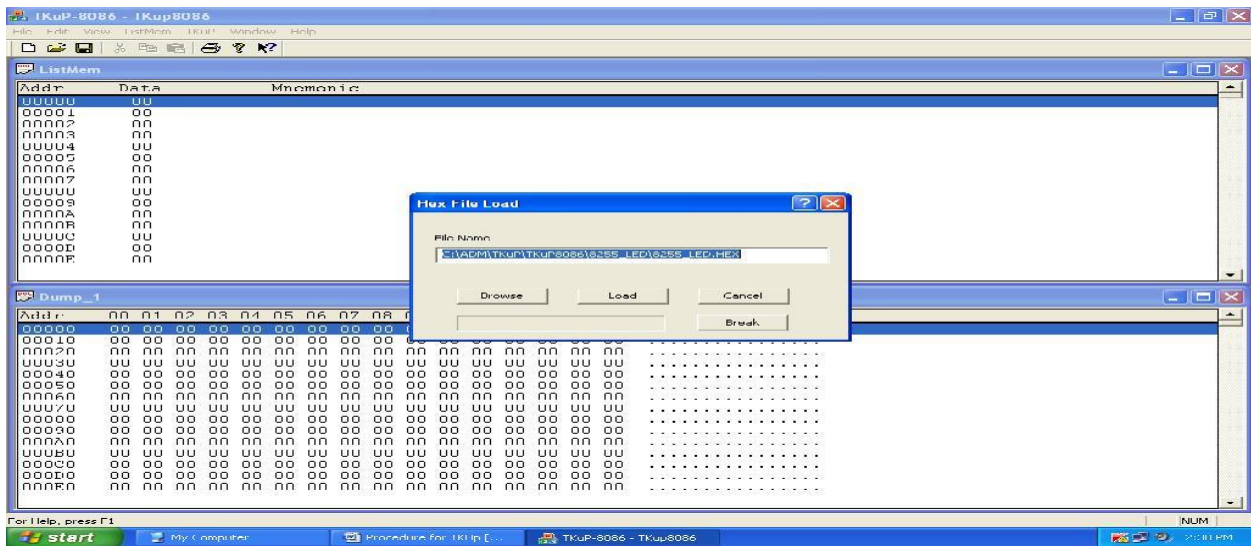 TKuP-8086 - TKup8086
File Edit View ListMem TKUP Window Help
ListMem
Addr Data Mnemonic
00000 00
00001 00
00002 00
00003 00
00004 00
00005 00
00006 00
00007 00
00008 00
00009 00
0000A 00
0000B 00
0000C 00
0000D 00
0000E 00
Hex File Load
File Name
C:\ADM\TKuP\TKuP8086\8255_LED\8255_LED.HEX
Browse Load Cancel
Break
Dump_1
Addr 00 01 02 03 04 05 06 07 08
00000 00 00 00 00 00 00 00 00 00
00010 00 00 00 00 00 00 00 00 00 00 00 00 00 00 00 00 ................
00020 00 00 00 00 00 00 00 00 00 00 00 00 00 00 00 00 ................
00030 00 00 00 00 00 00 00 00 00 00 00 00 00 00 00 00 ................
00040 00 00 00 00 00 00 00 00 00 00 00 00 00 00 00 00 ................
00050 00 00 00 00 00 00 00 00 00 00 00 00 00 00 00 00 ................
00060 00 00 00 00 00 00 00 00 00 00 00 00 00 00 00 00 ................
00070 00 00 00 00 00 00 00 00 00 00 00 00 00 00 00 00 ................
00080 00 00 00 00 00 00 00 00 00 00 00 00 00 00 00 00 ................
00090 00 00 00 00 00 00 00 00 00 00 00 00 00 00 00 00 ................
000A0 00 00 00 00 00 00 00 00 00 00 00 00 00 00 00 00 ................
000B0 00 00 00 00 00 00 00 00 00 00 00 00 00 00 00 00 ................
000C0 00 00 00 00 00 00 00 00 00 00 00 00 00 00 00 00 ................
000D0 00 00 00 00 00 00 00 00 00 00 00 00 00 00 00 00 ................
000E0 00 00 00 00 00 00 00 00 00 00 00 00 00 00 00 00 ................
For Help, press F1 NUM
start My Computer Procedure for TKUp [... TKuP-8086 - TKup8086 PM